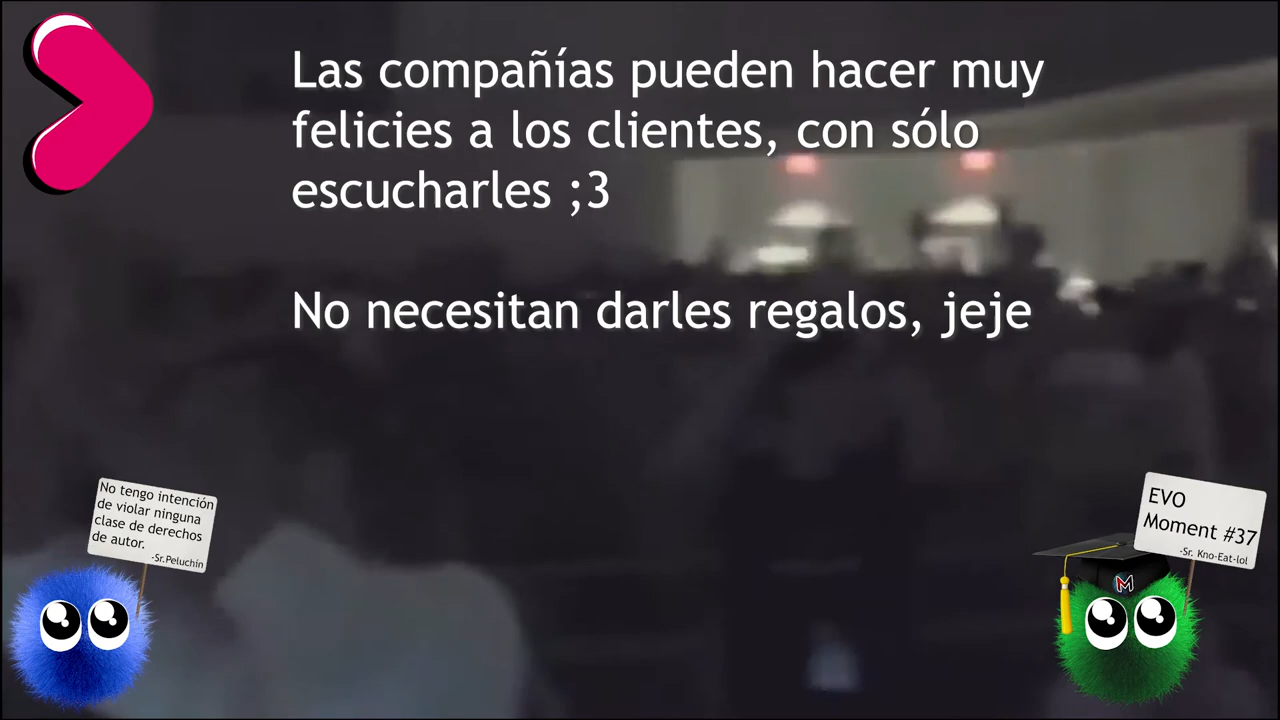 Las compañías pueden hacer muy
felicies a los clientes, con sólo
escucharles ;3
No necesitan darles regalos, jeje
No tengo intención
de violar ninguna
clase de derechos
de autor.
-Sr.Peluchín
EVO
Moment #37
-Sr. Kno-Eat-lol
M